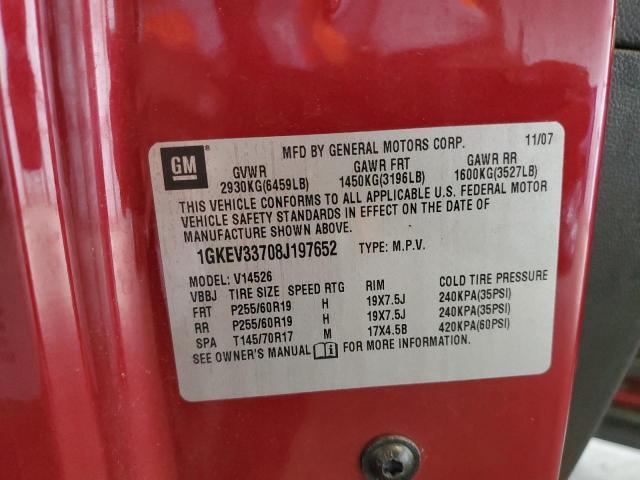 GM
MFD BY GENERAL MOTORS CORP. 11/07
GVWR GAWR FRT GAWR RR
2930KG(6459LB) 1450KG(3196LB) 1600KG(3527LB)
THIS VEHICLE CONFORMS TO ALL APPLICABLE U.S. FEDERAL MOTOR
VEHICLE SAFETY STANDARDS IN EFFECT ON THE DATE OF
MANUFACTURE SHOWN ABOVE.
1GKEV33708J197652 TYPE: M.P.V.
MODEL: V14526
VBBJ TIRE SIZE SPEED RTG RIM COLD TIRE PRESSURE
FRT P255/60R19 H 19X7.5J 240KPA(35PSI)
RR P255/60R19 H 19X7.5J 240KPA(35PSI)
SPA T145/70R17 M 17X4.5B 420KPA(60PSI)
SEE OWNER'S MANUAL FOR MORE INFORMATION.